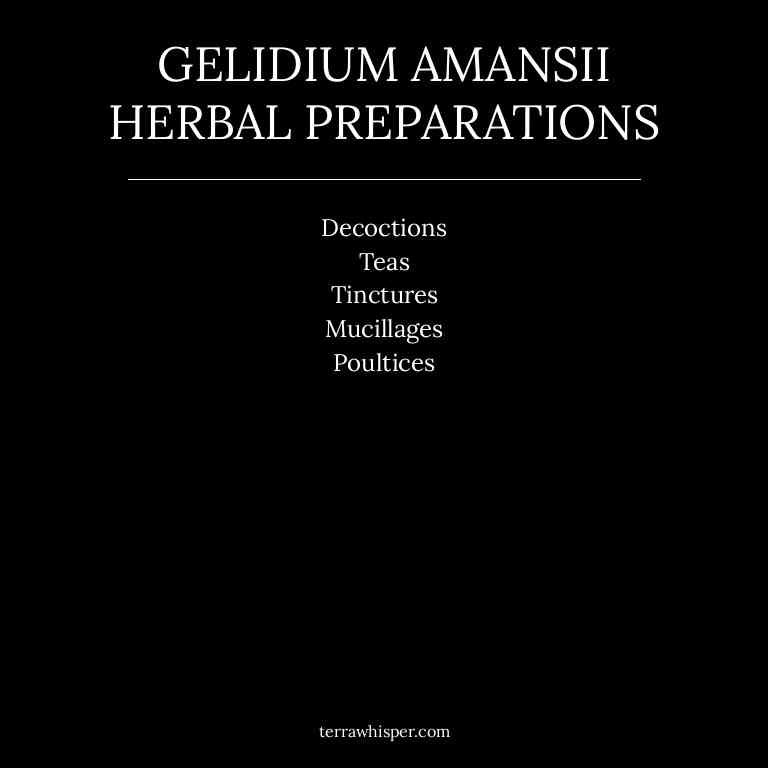 GELIDIUM AMANSII
HERBAL PREPARATIONS
Decoctions
Teas
Tinctures
Mucillages
Poultices
terrawhisper.com